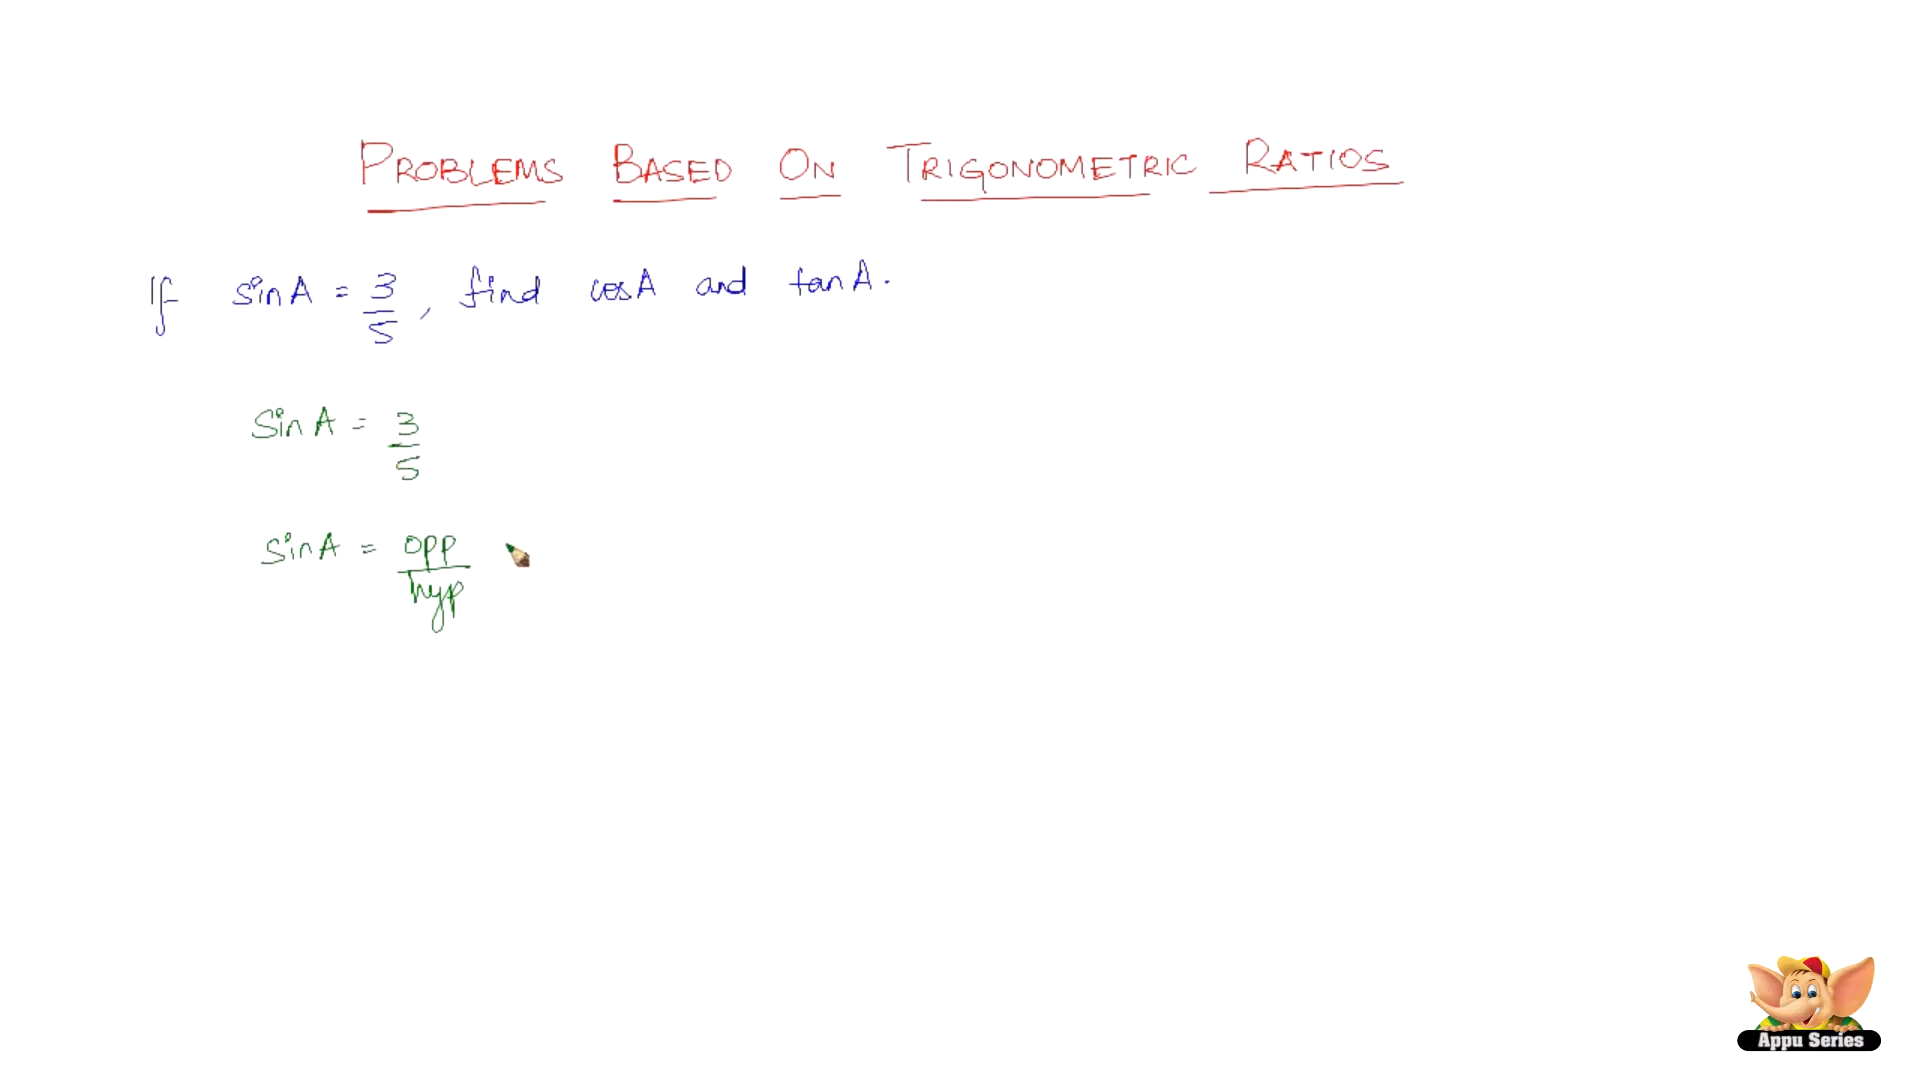 PROBLEMS BASED ON TRIGONOMETRIC RATIOS
If sinA = 3/5, find cosA and tanA.
SinA = 3/5
SinA = opp/hyp
Appu Series